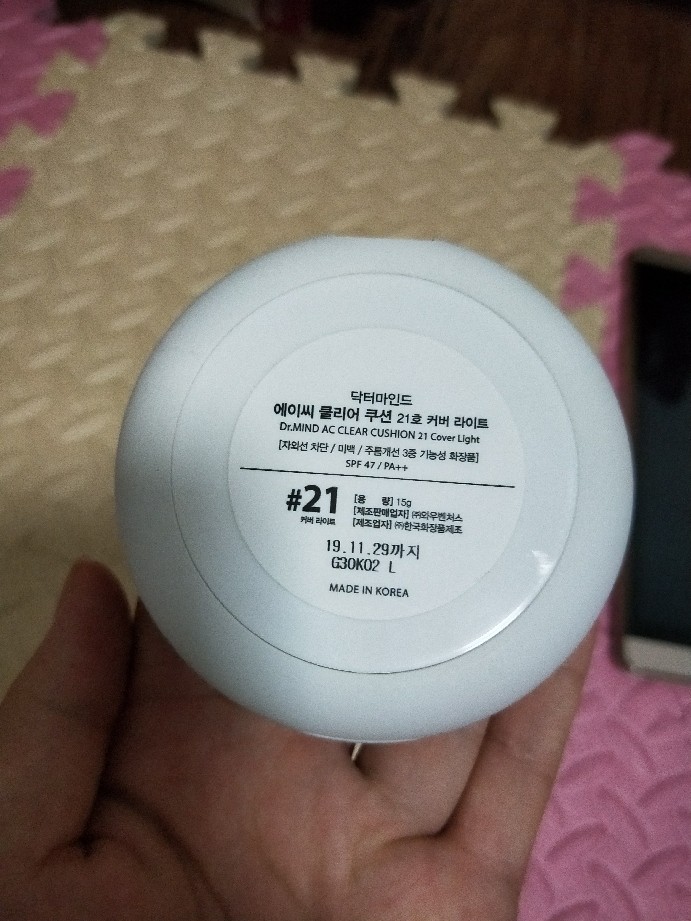 닥터마인드
에이씨 클리어 쿠션 21호 커버 라이트
Dr.MIND AC CLEAR CUSHION 21 Cover Light
[자외선 차단 / 미백 / 주름개선 3중 기능성 화장품]
SPF 47 / PA++
#21
커버 라이트
[용 량] 15g
[제조판매업자] ㈜와우벤처스
[제조업자] ㈜한국화장품제조
19.11.29까지
G30K02 L
MADE IN KOREA